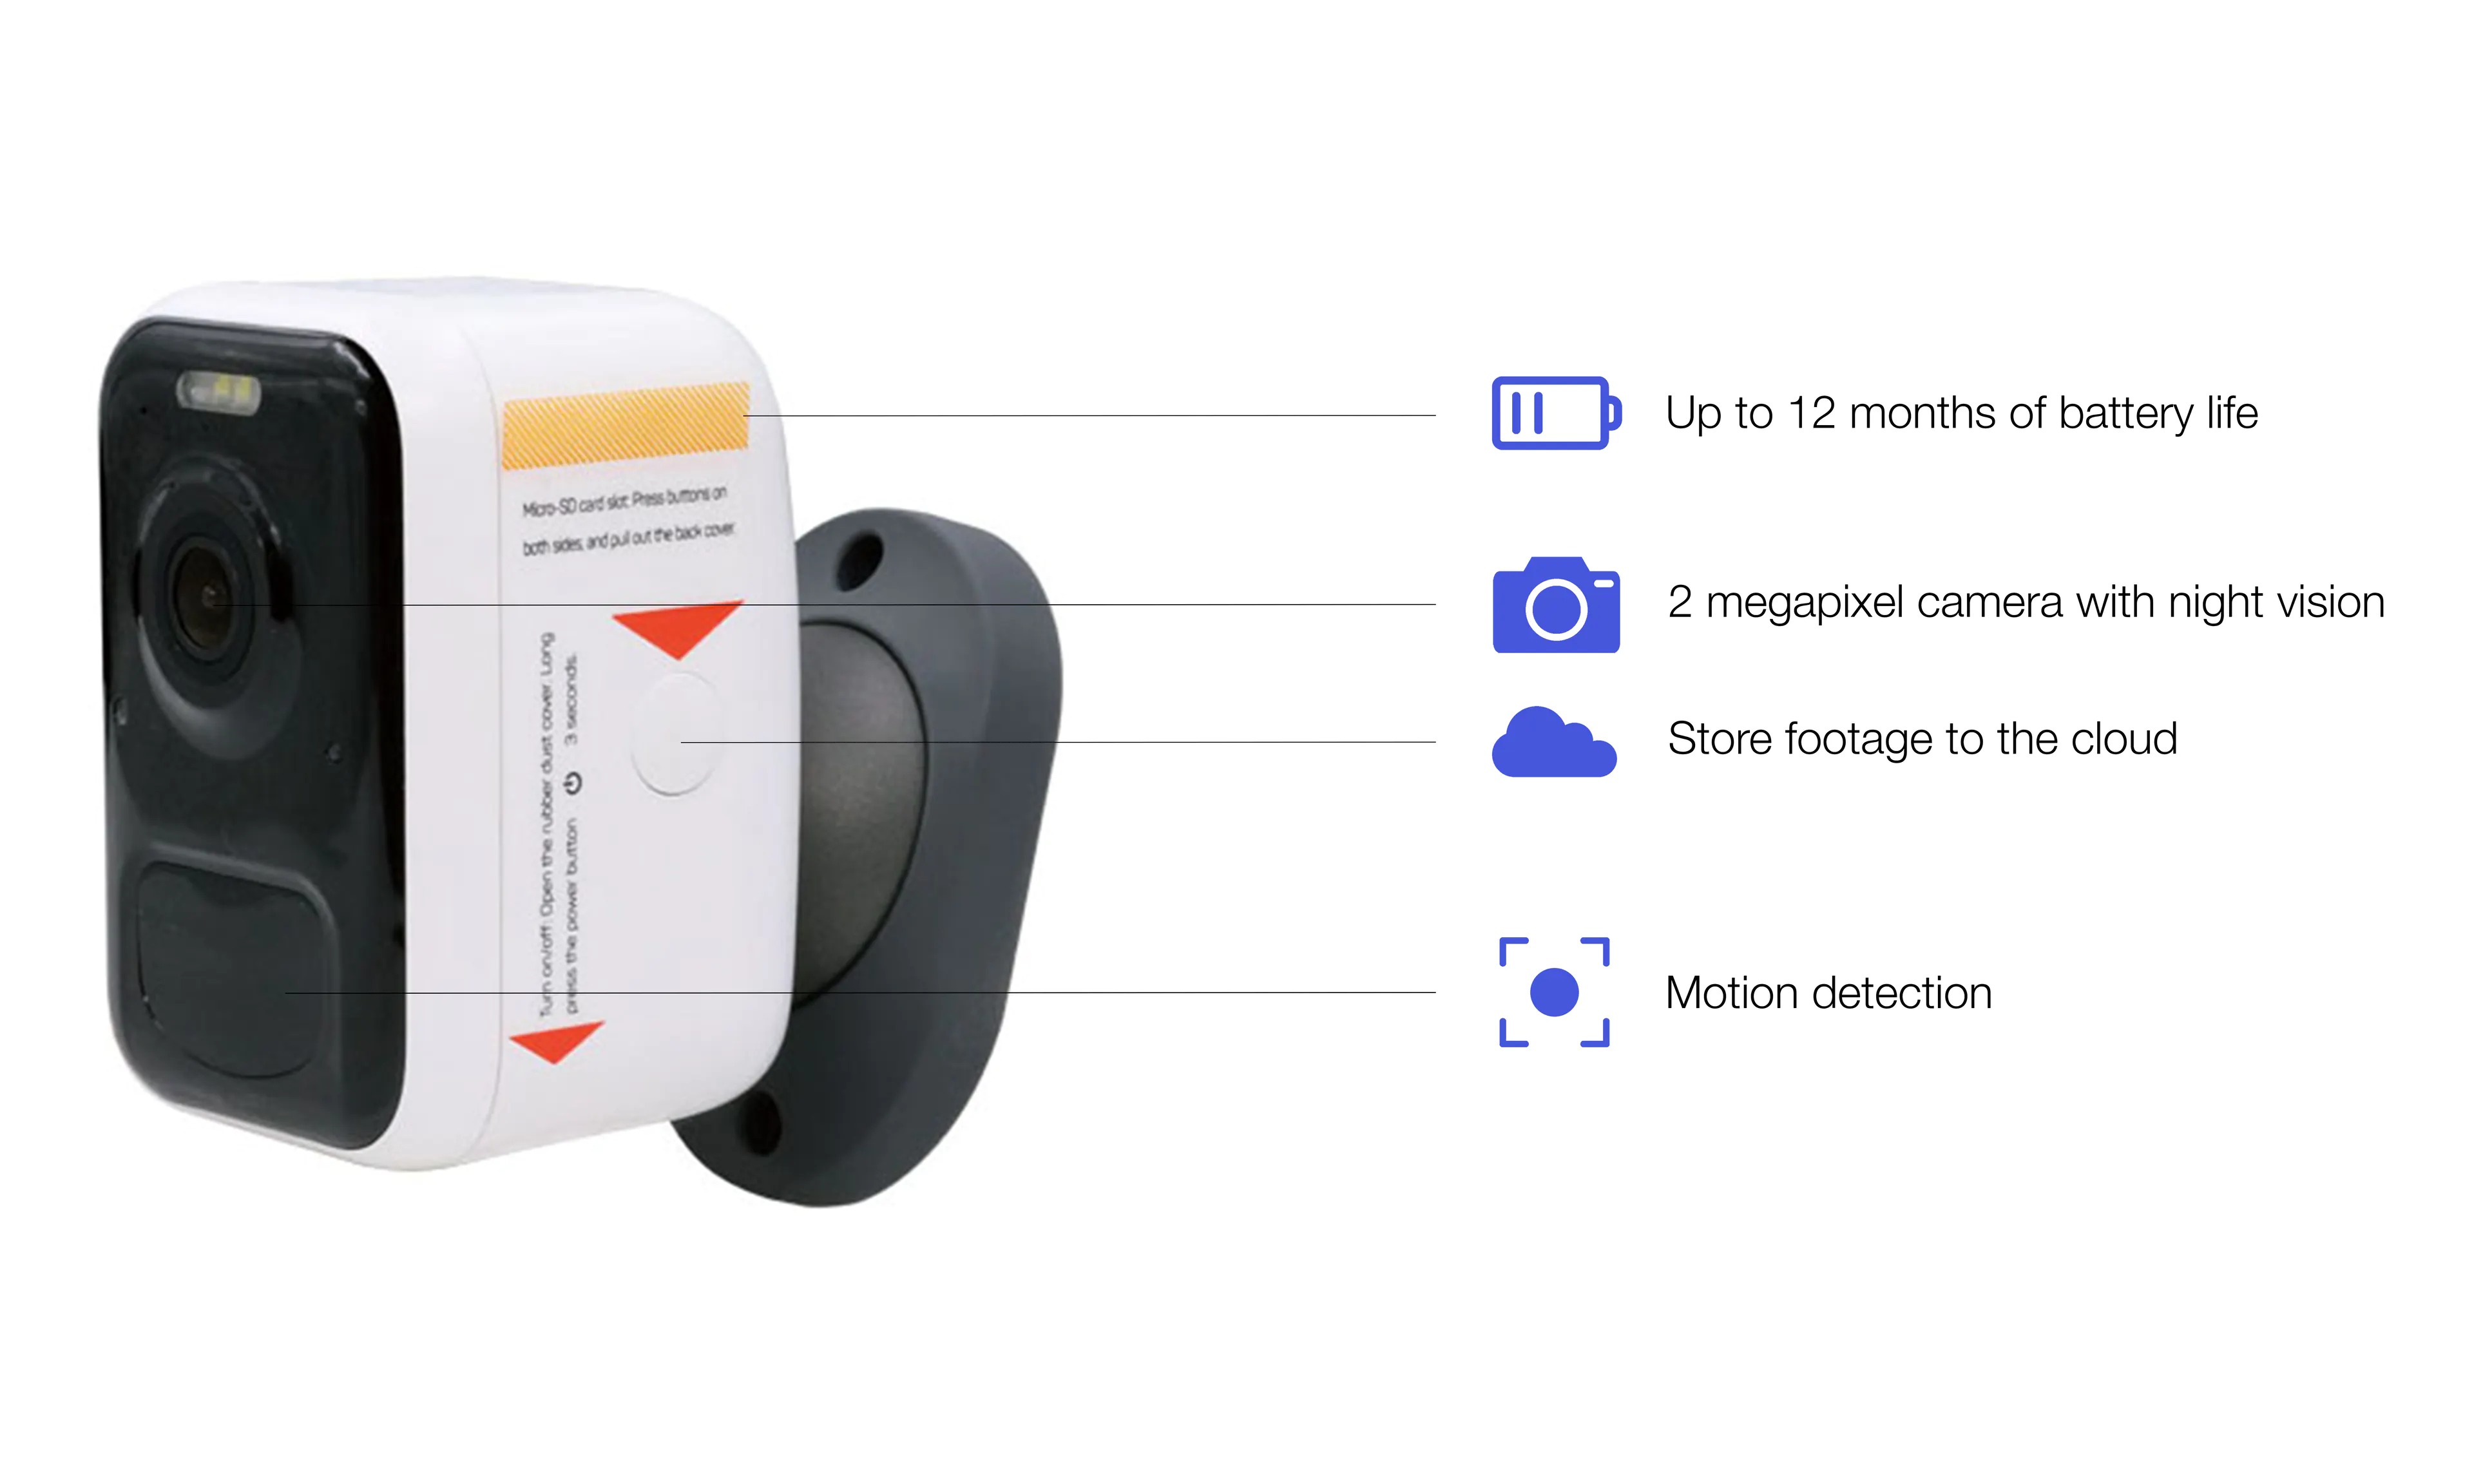 Micro-SD card slot: Press buttons on
both sides, and pull out the back cover.
Turn on/off: Open the rubber dust cover. Long
press the power button 3 seconds.
Up to 12 months of battery life
2 megapixel camera with night vision
Store footage to the cloud
Motion detection